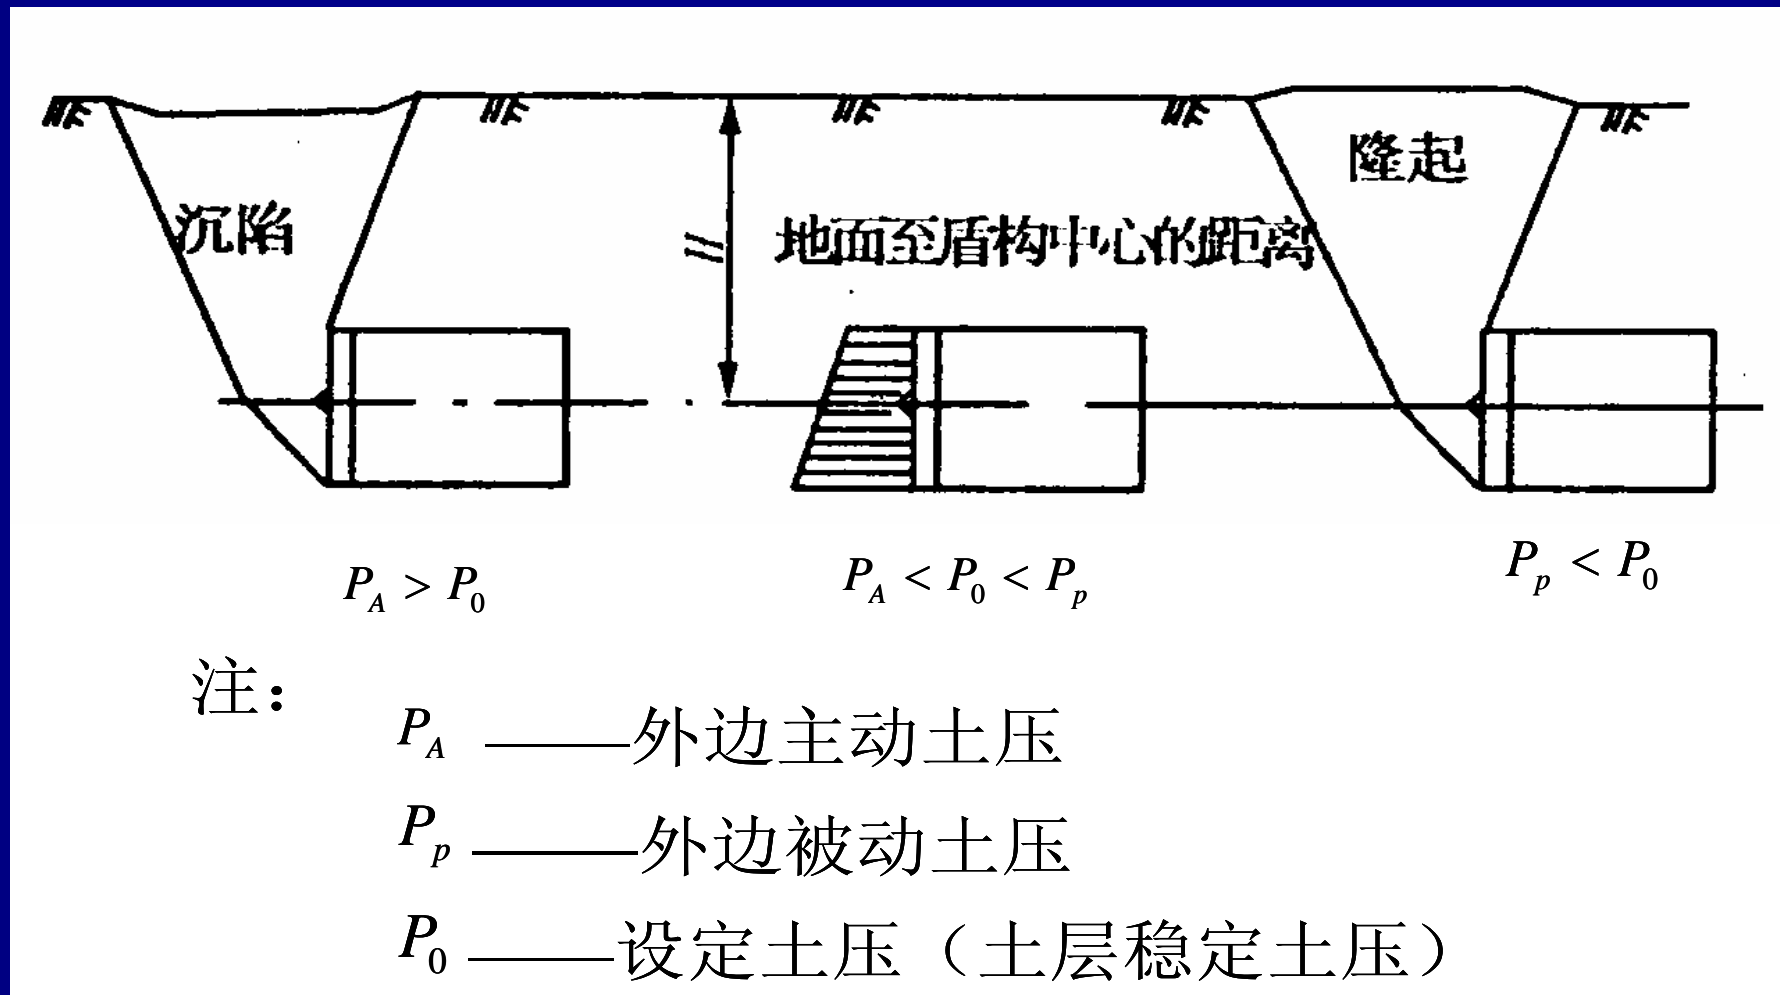 隆起
沉陷
地面至盾构中心的距离
P_A > P_0
P_A < P_0 < P_p
P_p < P_0
注：
P_A ——外边主动土压
P_p ——外边被动土压
P_0 ——设定土压（土层稳定土压）